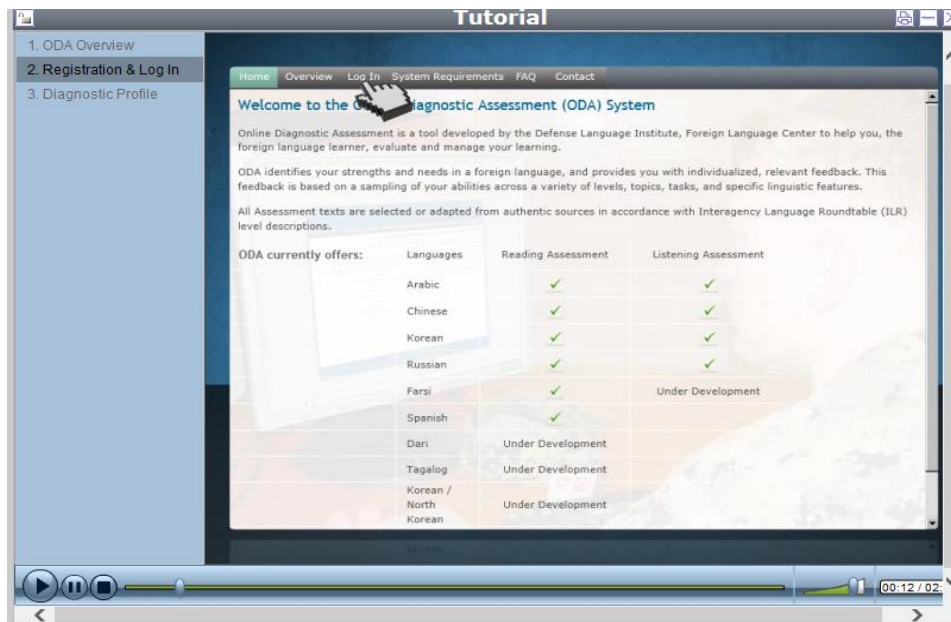 Tutorial
1. ODA Overview
2. Registration & Log In
3. Diagnostic Profile
Home Overview Log In System Requirements FAQ Contact
Welcome to the Diagnostic Assessment (ODA) System
Online Diagnostic Assessment is a tool developed by the Defense Language Institute, Foreign Language Center to help you, the
foreign language learner, evaluate and manage your learning.
ODA identifies your strengths and needs in a foreign language, and provides you with individualized, relevant feedback. This
feedback is based on a sampling of your abilities across a variety of levels, topics, tasks, and specific linguistic features.
All Assessment texts are selected or adapted from authentic sources in accordance with Interagency Language Roundtable (ILR)
level descriptions.
ODA currently offers: Languages Reading Assessment Listening Assessment
Arabic ✓ ✓
Chinese ✓ ✓
Korean ✓ ✓
Russian ✓ ✓
Farsi ✓ Under Development
Spanish ✓
Dari Under Development
Tagalog Under Development
Korean /
North Under Development
Korean
00:12 / 02: